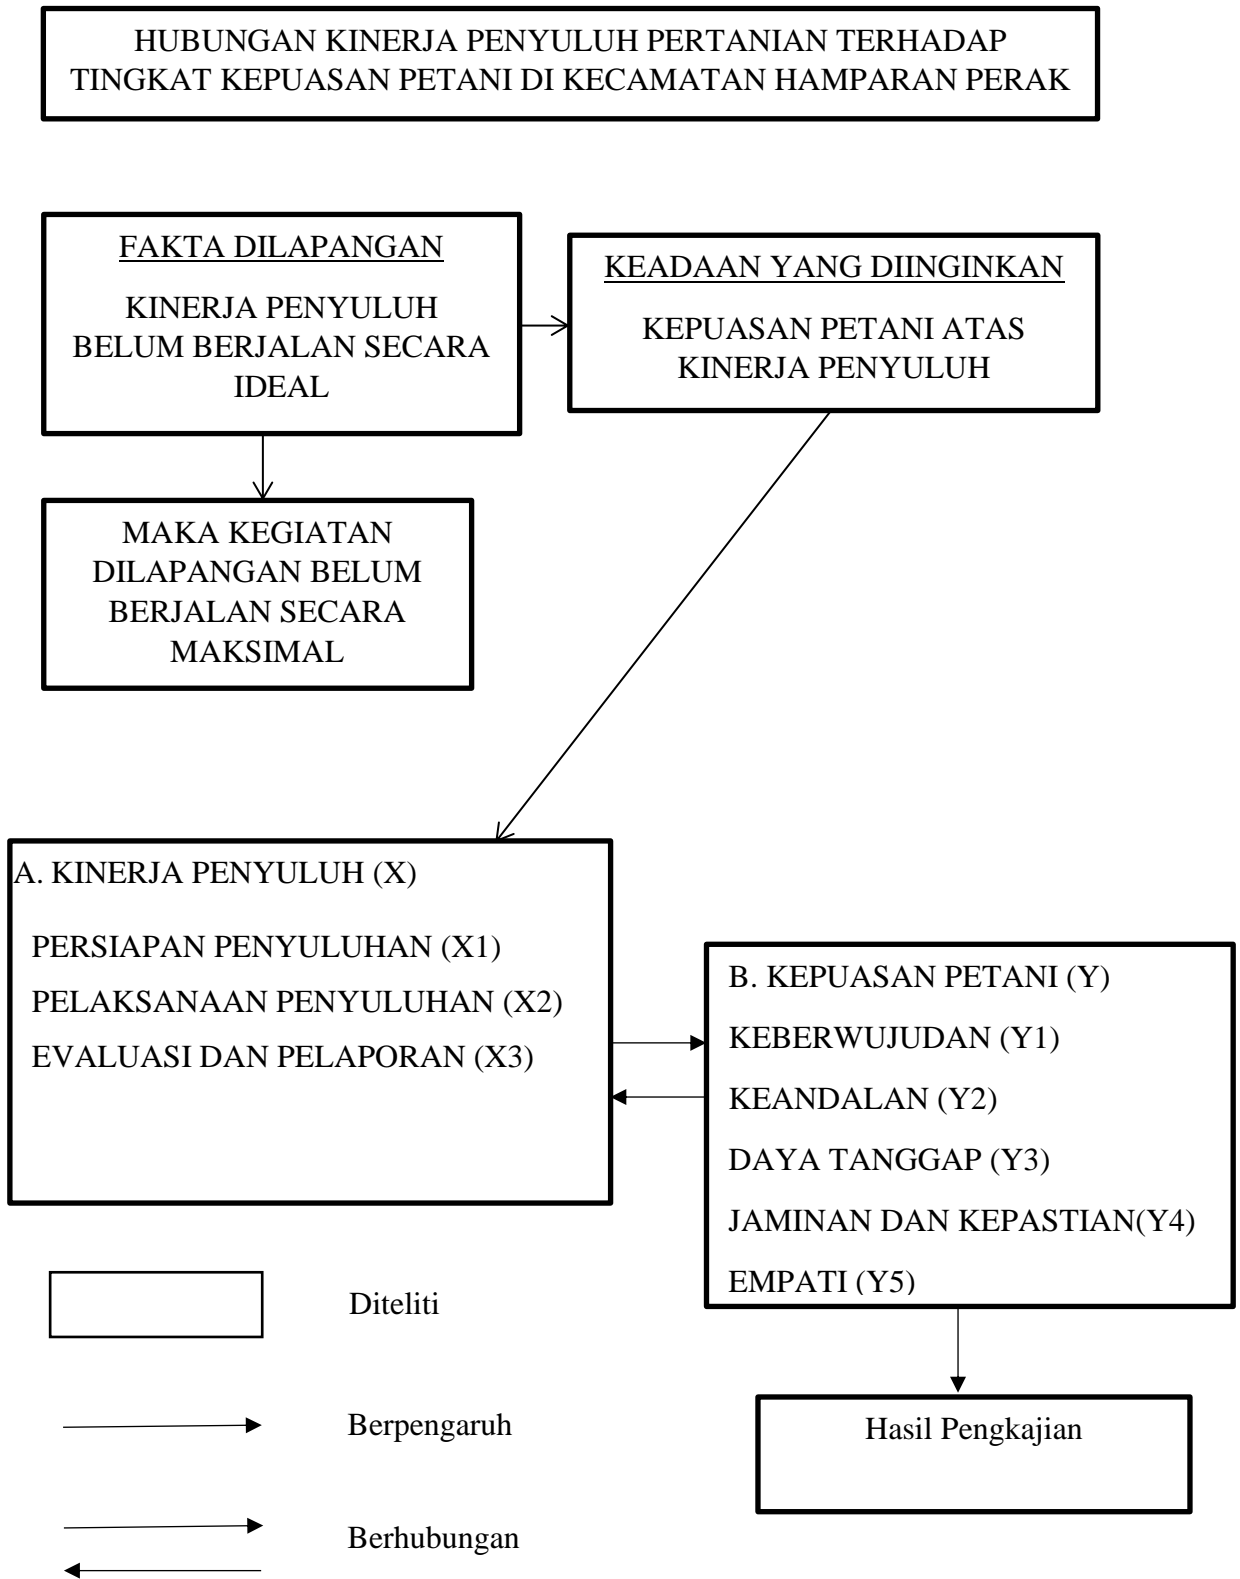 HUBUNGAN KINERJA PENYULUH PERTANIAN TERHADAP
TINGKAT KEPUASAN PETANI DI KECAMATAN HAMPARAN PERAK
FAKTA DILAPANGAN
KINERJA PENYULUH
BELUM BERJALAN SECARA
IDEAL
KEADAAN YANG DIINGINKAN
KEPUASAN PETANI ATAS
KINERJA PENYULUH
MAKA KEGIATAN
DILAPANGAN BELUM
BERJALAN SECARA
MAKSIMAL
A. KINERJA PENYULUH (X)
PERSIAPAN PENYULUHAN (X1)
PELAKSANAAN PENYULUHAN (X2)
EVALUASI DAN PELAPORAN (X3)
B. KEPUASAN PETANI (Y)
KEBERWUJUDAN (Y1)
KEANDALAN (Y2)
DAYA TANGGAP (Y3)
JAMINAN DAN KEPASTIAN(Y4)
EMPATI (Y5)
Diteliti
Berpengaruh
Berhubungan
Hasil Pengkajian